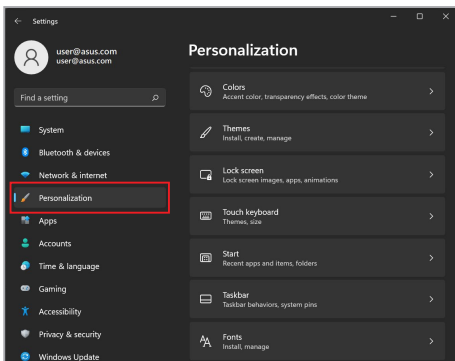 Settings
user@asus.com
user@asus.com
Find a setting
System
Bluetooth & devices
Network & internet
Personalization
Apps
Accounts
Time & language
Gaming
Accessibility
Privacy & security
Windows Update
Personalization
Colors
Accent color, transparency effects, color theme
Themes
Install, create, manage
Lock screen
Lock screen images, apps, animations
Touch keyboard
Themes, size
Start
Recent apps and items, folders
Taskbar
Taskbar behaviors, system pins
Fonts
Install, manage